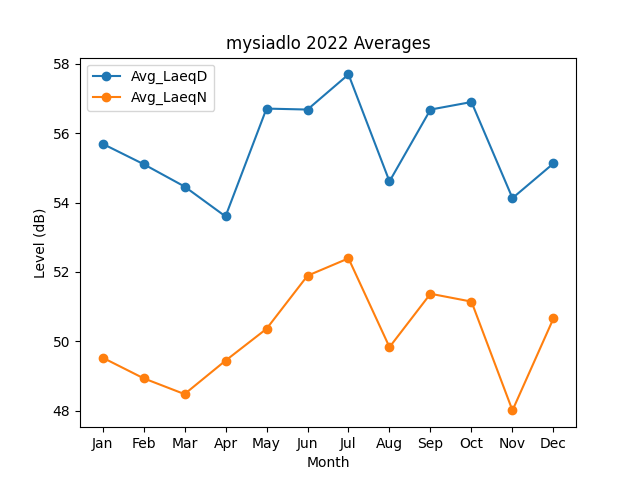 mysiadlo 2022 Averages
Avg_LaeqD
Avg_LaeqN
58
56
54
52
50
48
Level (dB)
Jan Feb Mar Apr May Jun Jul Aug Sep Oct Nov Dec
Month